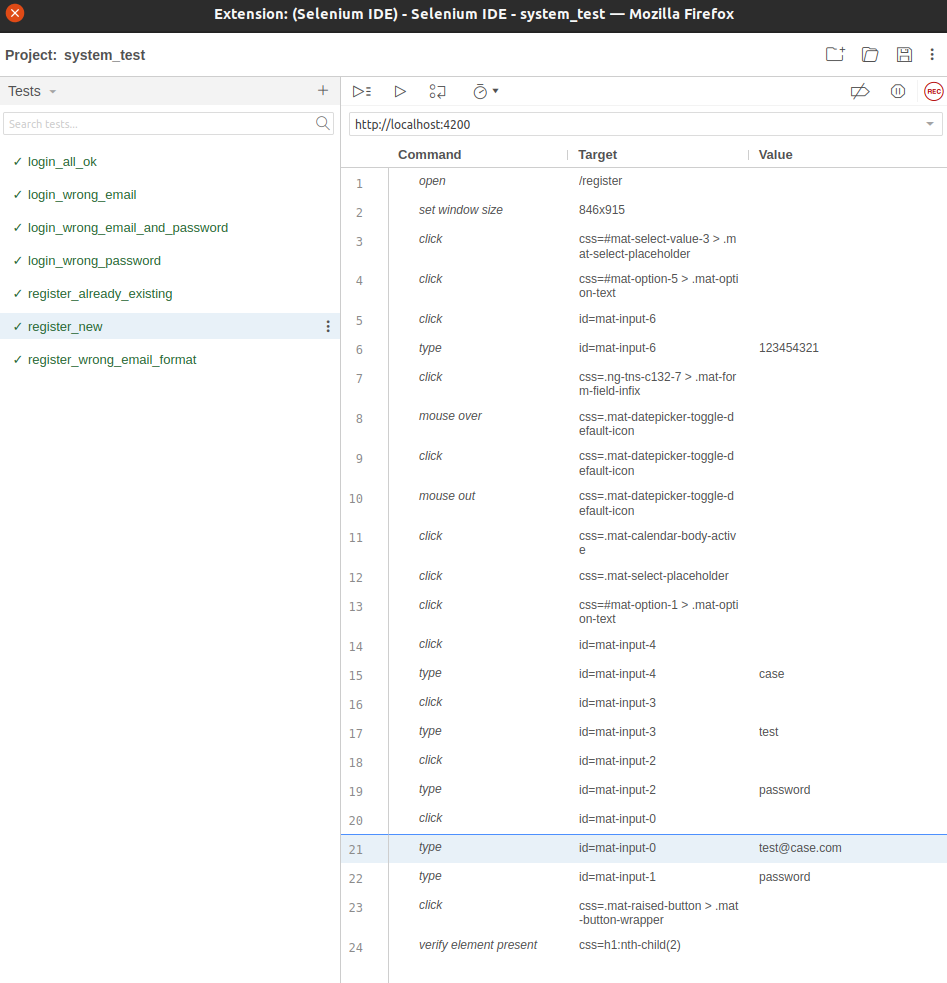 Extension: (Selenium IDE) - Selenium IDE - system_test — Mozilla Firefox
Project: system_test
Tests
Search tests...
✓ login_all_ok
✓ login_wrong_email
✓ login_wrong_email_and_password
✓ login_wrong_password
✓ register_already_existing
✓ register_new
✓ register_wrong_email_format
REC
http://localhost:4200
Command Target Value
1 open /register
2 set window size 846x915
3 click css=#mat-select-value-3 > .m
at-select-placeholder
4 click css=#mat-option-5 > .mat-opti
on-text
5 click id=mat-input-6
6 type id=mat-input-6 123454321
7 click css=.ng-tns-c132-7 > .mat-for
m-field-infix
8 mouse over css=.mat-datepicker-toggle-d
efault-icon
9 click css=.mat-datepicker-toggle-d
efault-icon
10 mouse out css=.mat-datepicker-toggle-d
efault-icon
11 click css=.mat-calendar-body-activ
e
12 click css=.mat-select-placeholder
13 click css=#mat-option-1 > .mat-opti
on-text
14 click id=mat-input-4
15 type id=mat-input-4 case
16 click id=mat-input-3
17 type id=mat-input-3 test
18 click id=mat-input-2
19 type id=mat-input-2 password
20 click id=mat-input-0
21 type id=mat-input-0 test@case.com
22 type id=mat-input-1 password
23 click css=.mat-raised-button > .mat
-button-wrapper
24 verify element present css=h1:nth-child(2)